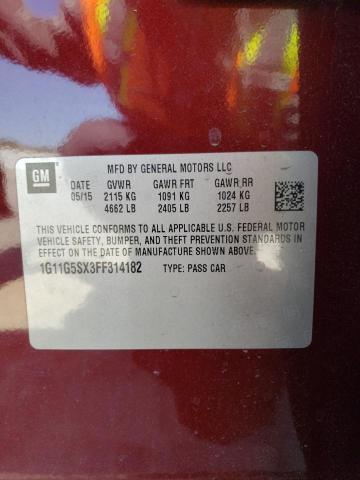 GM
MFD BY GENERAL MOTORS LLC
DATE GVWR GAWR FRT GAWR RR
05/15 2115 KG 1091 KG 1024 KG
4662 LB 2405 LB 2257 LB
THIS VEHICLE CONFORMS TO ALL APPLICABLE U.S. FEDERAL MOTOR
VEHICLE SAFETY, BUMPER, AND THEFT PREVENTION STANDARDS IN
EFFECT ON THE DATE OF MANUFACTURE SHOWN ABOVE.
1G11G5SX3FF314182 TYPE: PASS CAR